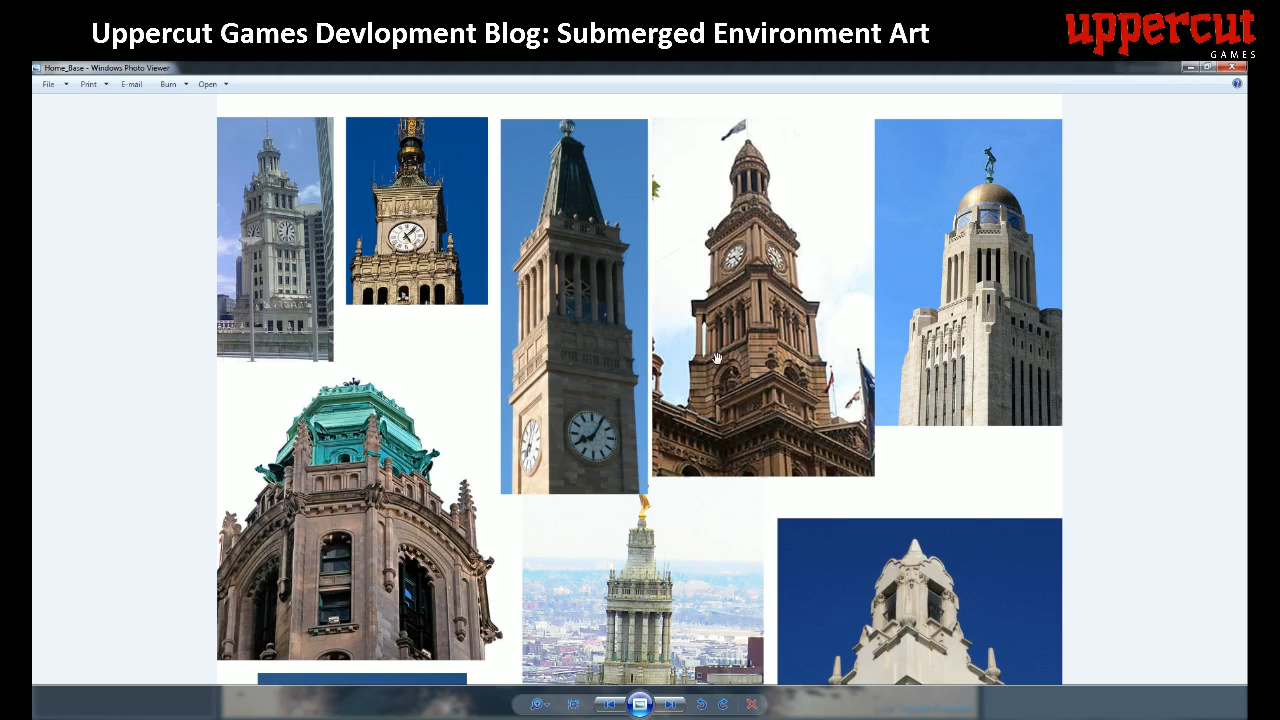 Uppercut Games Devlopment Blog: Submerged Environment Art
uppercut
GAMES
Home_Base - Windows Photo Viewer
File Print E-mail Burn Open